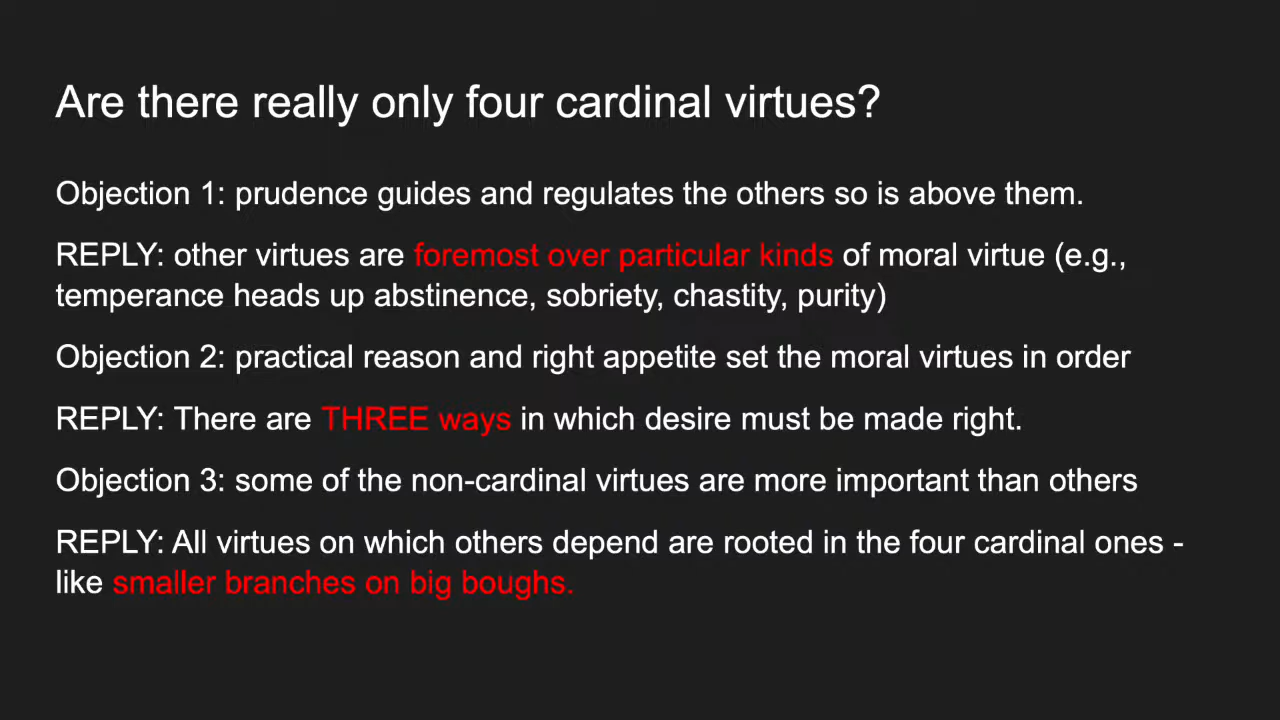 Are there really only four cardinal virtues?
Objection 1: prudence guides and regulates the others so is above them.
REPLY: other virtues are foremost over particular kinds of moral virtue (e.g.,
temperance heads up abstinence, sobriety, chastity, purity)
Objection 2: practical reason and right appetite set the moral virtues in order
REPLY: There are THREE ways in which desire must be made right.
Objection 3: some of the non-cardinal virtues are more important than others
REPLY: All virtues on which others depend are rooted in the four cardinal ones -
like smaller branches on big boughs.